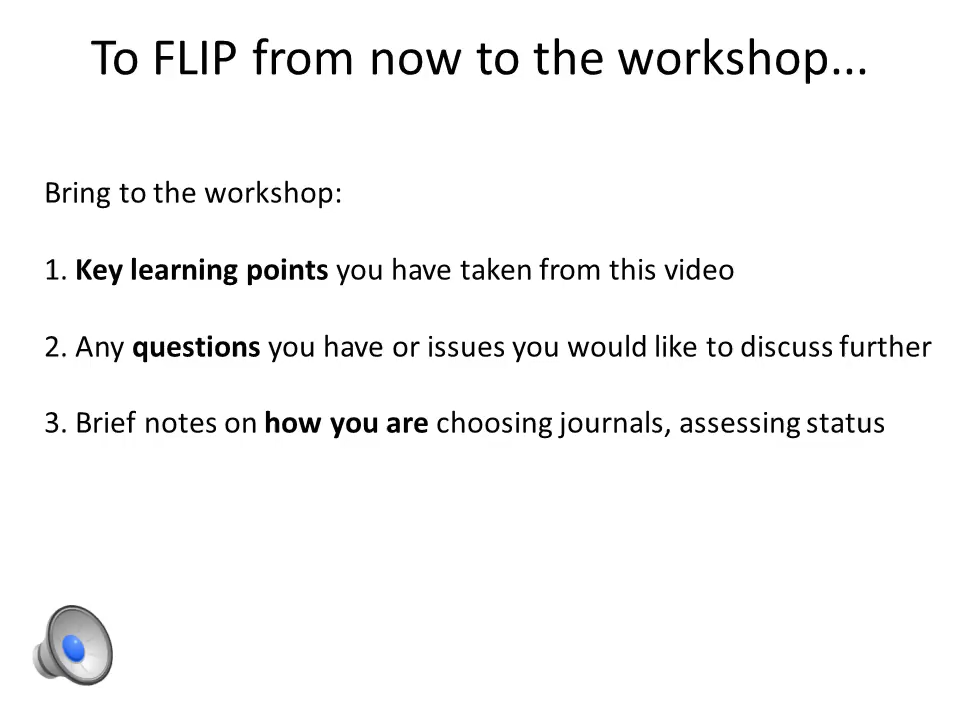 To FLIP from now to the workshop...
Bring to the workshop:
1. Key learning points you have taken from this video
2. Any questions you have or issues you would like to discuss further
3. Brief notes on how you are choosing journals, assessing status